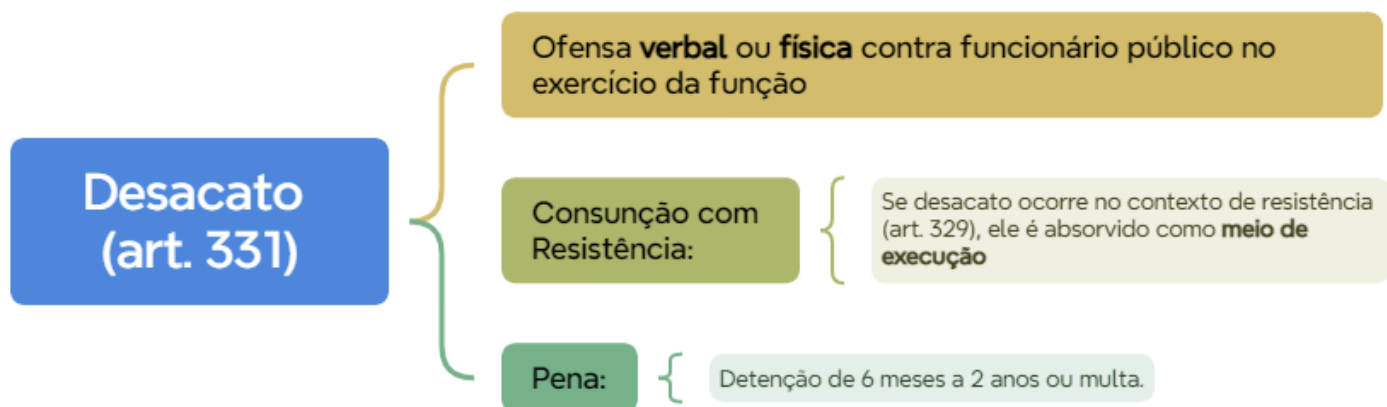 Desacato
(art. 331)
Ofensa verbal ou física contra funcionário público no
exercício da função
Consunção com
Resistência:
Se desacato ocorre no contexto de resistência
(art. 329), ele é absorvido como meio de
execução
Pena:
Detenção de 6 meses a 2 anos ou multa.